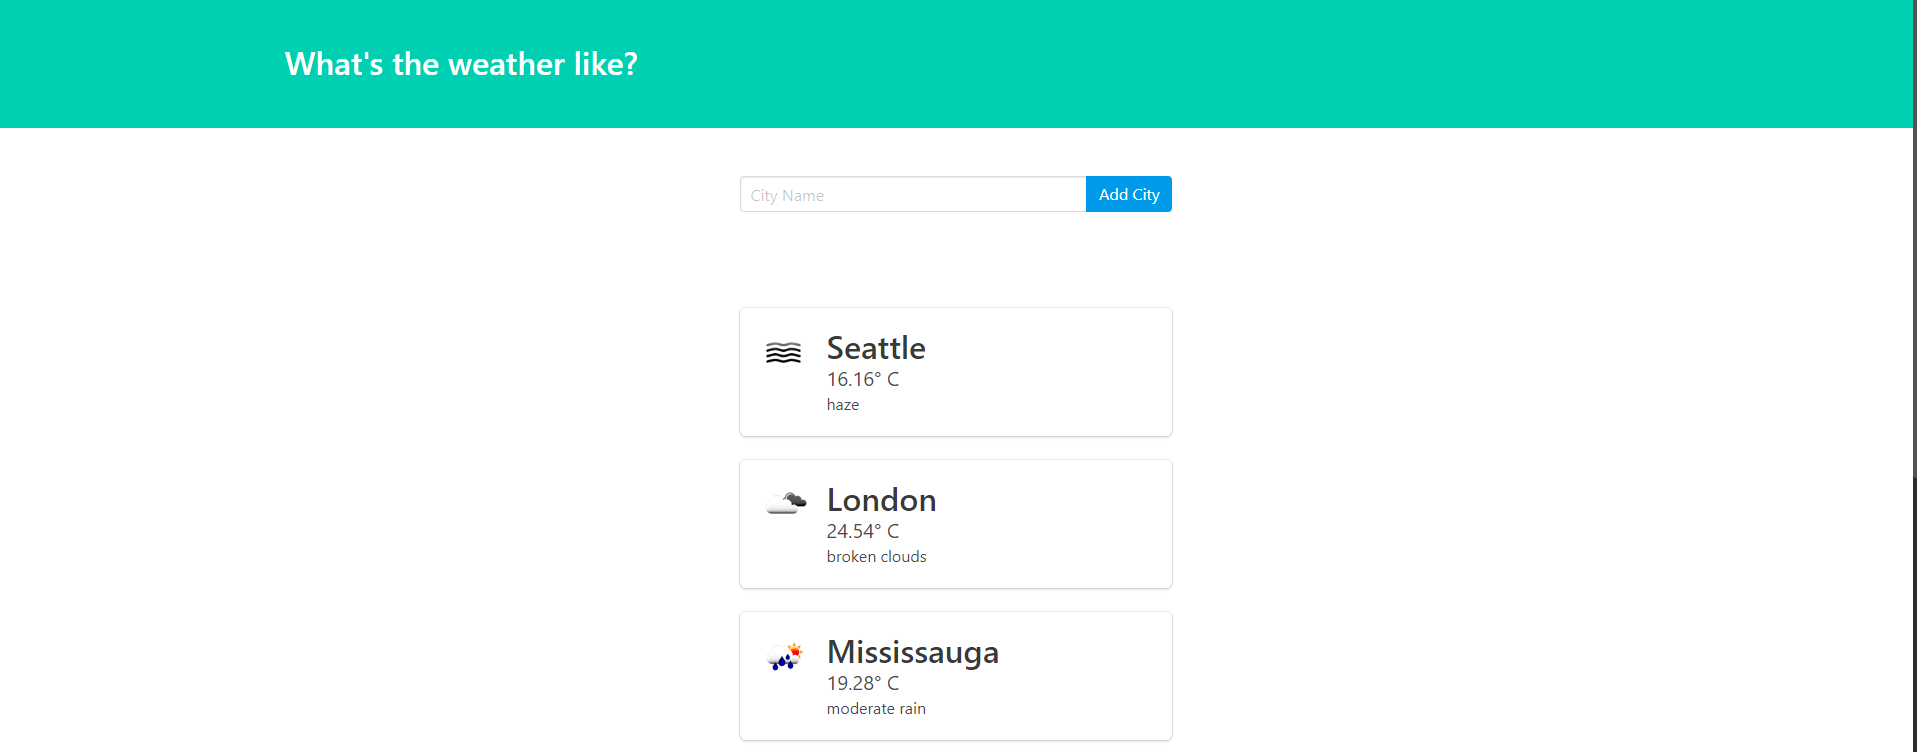 What's the weather like?
City Name
Add City
Seattle
16.16° C
haze
London
24.54° C
broken clouds
Mississauga
19.28° C
moderate rain